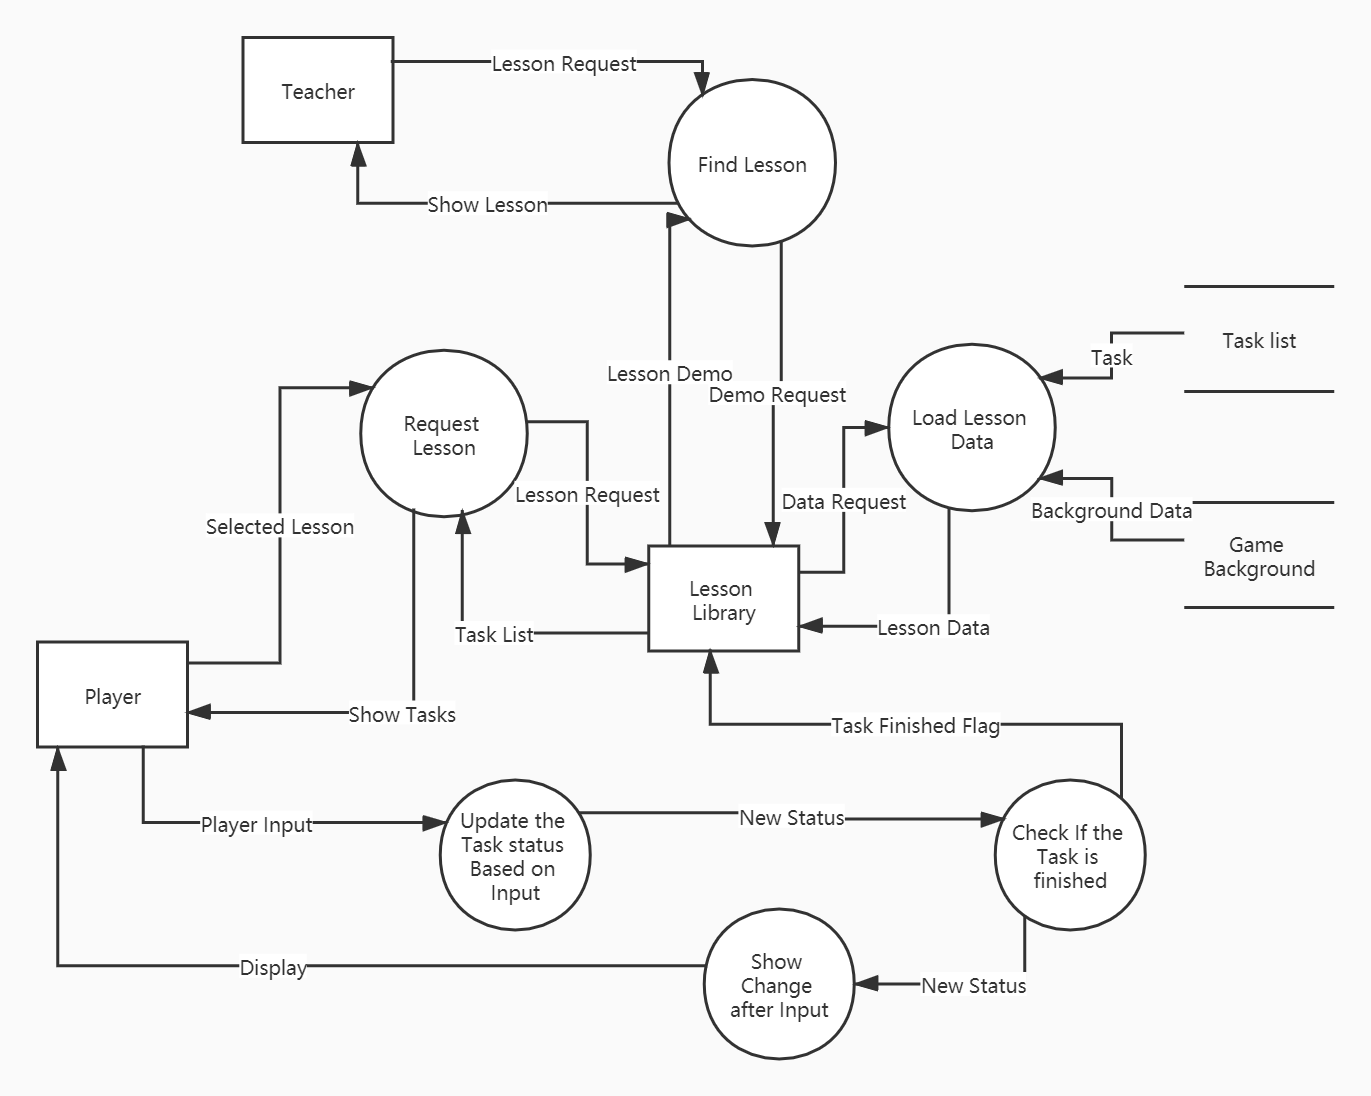 Lesson Request
Teacher
Find Lesson
Show Lesson
Task list
Task
Lesson Demo
Demo Request
Request
Lesson
Load Lesson
Data
Lesson Request
Data Request
Background Data
Selected Lesson
Game
Background
Lesson
Library
Task List
Lesson Data
Player
Show Tasks
Task Finished Flag
Player Input
Update the
Task status
Based on
Input
New Status
Check If the
Task is
finished
Display
Show
Change
after Input
New Status